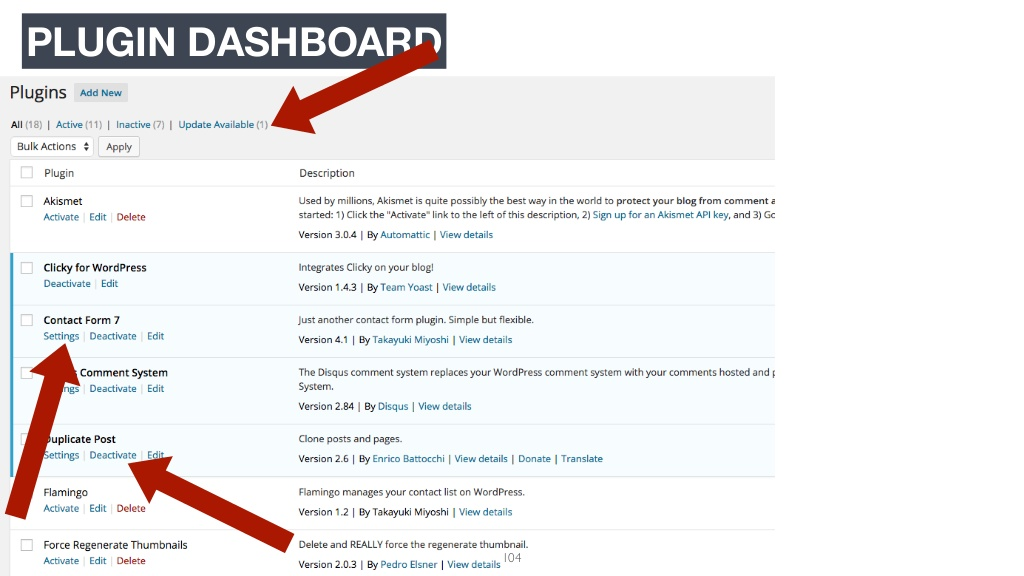 PLUGIN DASHBOARD
Plugins Add New
All (18) | Active (11) | Inactive (7) | Update Available (1)
Bulk Actions Apply
Plugin Description
Akismet
Activate | Edit | Delete
Used by millions, Akismet is quite possibly the best way in the world to protect your blog from comment
started: 1) Click the "Activate" link to the left of this description, 2) Sign up for an Akismet API key, and 3)
Version 3.0.4 | By Automattic | View details
Clicky for WordPress
Deactivate | Edit
Integrates Clicky on your blog!
Version 1.4.3 | By Team Yoast | View details
Contact Form 7
Settings | Deactivate | Edit
Just another contact form plugin. Simple but flexible.
Version 4.1 | By Takayuki Miyoshi | View details
Comment System
Deactivate | Edit
The Disqus comment system replaces your WordPress comment system with your comments hosted and
System.
Version 2.84 | By Disqus | View details
Duplicate Post
Settings | Deactivate | Edit
Clone posts and pages.
Version 2.6 | By Enrico Battocchi | View details | Donate | Translate
Flamingo
Activate | Edit | Delete
Flamingo manages your contact list on WordPress.
Version 1.2 | By Takayuki Miyoshi | View details
Force Regenerate Thumbnails
Activate | Edit | Delete
Delete and REALLY force the regenerate thumbnail.
Version 2.0.3 | By Pedro Elsner | View details
104